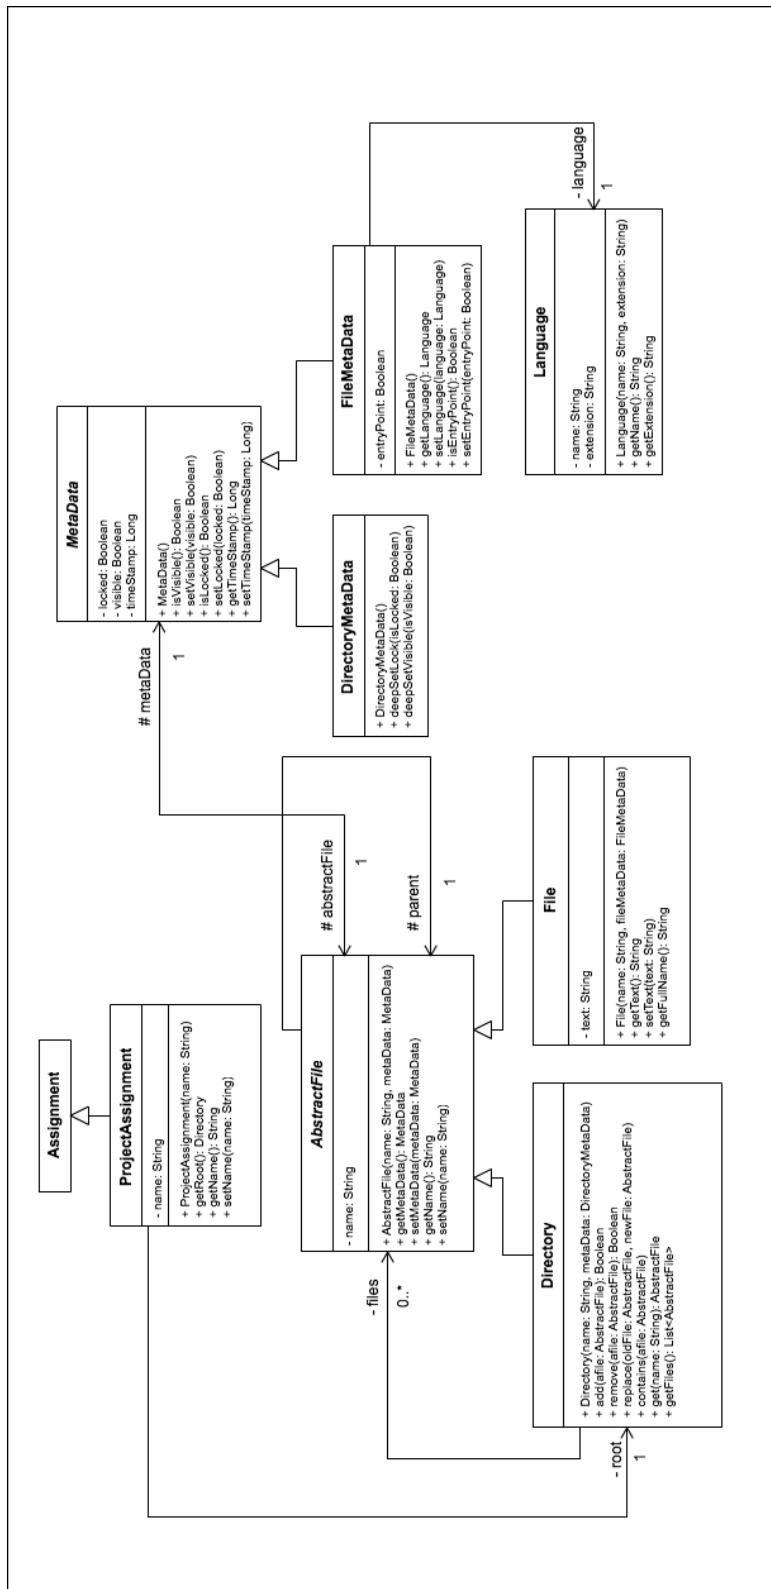 Assignment
ProjectAssignment
- name: String
+ ProjectAssignment(name: String)
+ getRoot(): Directory
+ getName(): String
+ setName(name: String)
# metaData
1
MetaData
- locked: Boolean
- visible: Boolean
- timeStamp: Long
+ MetaData()
+ isVisible(): Boolean
+ setVisible(visible: Boolean)
+ isLocked(): Boolean
+ setLocked(locked: Boolean)
+ getTimeStamp(): Long
+ setTimeStamp(timeStamp: Long)
- files
0..*
AbstractFile
- name: String
+ AbstractFile(name: String, metaData: MetaData)
+ getMetaData(): MetaData
+ setMetaData(metaData: MetaData)
+ getName(): String
+ setName(name: String)
# abstractFile
1
# parent
1
DirectoryMetaData
+ DirectoryMetaData()
+ deepSetLock(isLocked: Boolean)
+ deepSetVisible(isVisible: Boolean)
FileMetaData
- entryPoint: Boolean
+ FileMetaData()
+ getLanguage(): Language
+ setLanguage(language: Language)
+ isEntryPoint(): Boolean
+ setEntryPoint(entryPoint: Boolean)
- root
1
Directory
+ Directory(name: String, metaData: DirectoryMetaData)
+ add(afile: AbstractFile): Boolean
+ remove(afile: AbstractFile): Boolean
+ replace(oldFile: AbstractFile, newFile: AbstractFile)
+ contains(afile: AbstractFile)
+ get(name: String): AbstractFile
+ getFiles(): List<AbstractFile>
File
- text: String
+ File(name: String, fileMetaData: FileMetaData)
+ getText(): String
+ setText(text: String)
+ getFullName(): String
Language
- name: String
- extension: String
+ Language(name: String, extension: String)
+ getName(): String
+ getExtension(): String
- language
1